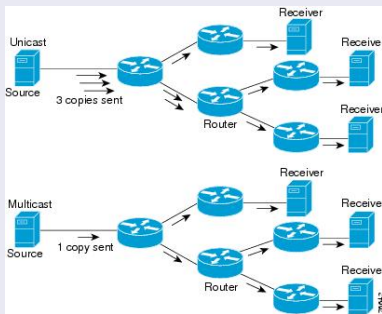 Receiver
Unicast
Receive
Source
3 copies sent
Receiver
Router
Receiver
Multicast
Receive
Source
1 copy sent
Receive
Router